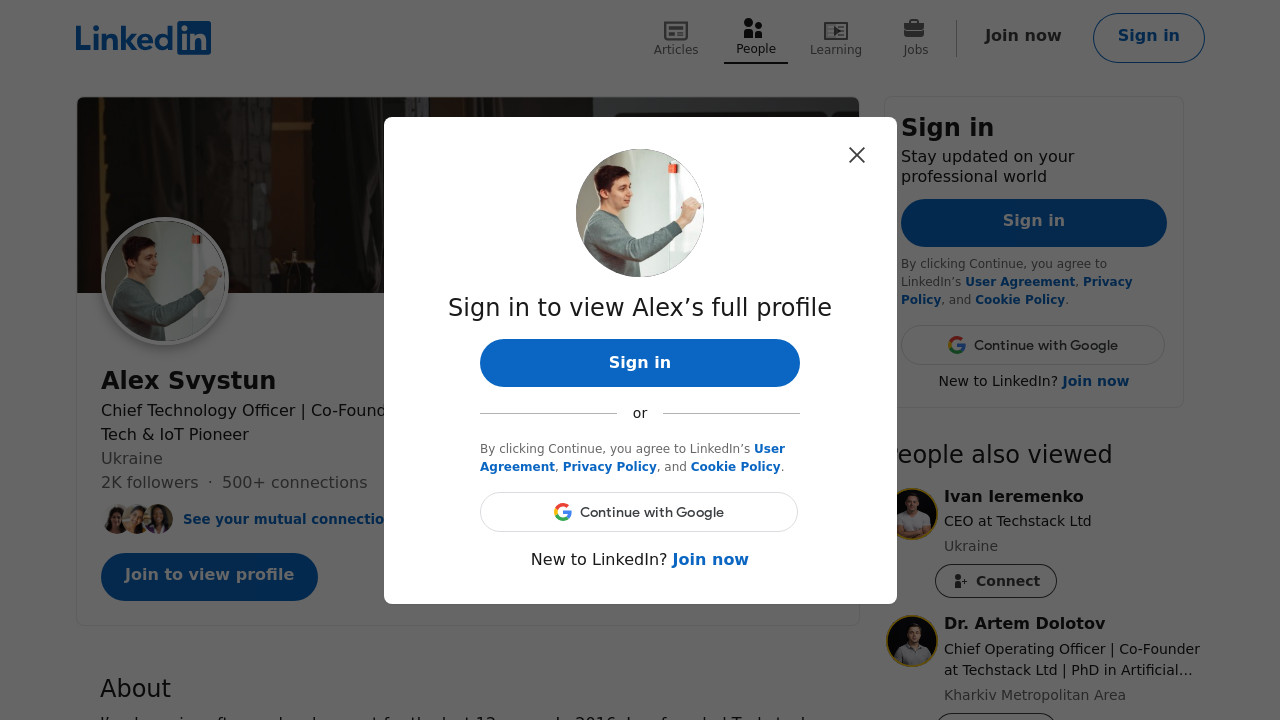 Linked in
Articles
People
Learning
Jobs
Join now
Sign in
Sign in to view Alex’s full profile
Sign in
or
By clicking Continue, you agree to LinkedIn’s User
Agreement, Privacy Policy, and Cookie Policy.
Continue with Google
New to LinkedIn? Join now
Alex Svystun
Chief Technology Officer | Co-Found
Tech & IoT Pioneer
Ukraine
2K followers · 500+ connections
See your mutual connectio
Join to view profile
About
Sign in
Stay updated on your
professional world
Sign in
By clicking Continue, you agree to
LinkedIn’s User Agreement, Privacy
Policy, and Cookie Policy.
Continue with Google
New to LinkedIn? Join now
eople also viewed
Ivan Ieremenko
CEO at Techstack Ltd
Ukraine
Connect
Dr. Artem Dolotov
Chief Operating Officer | Co-Founder
at Techstack Ltd | PhD in Artificial…
Kharkiv Metropolitan Area